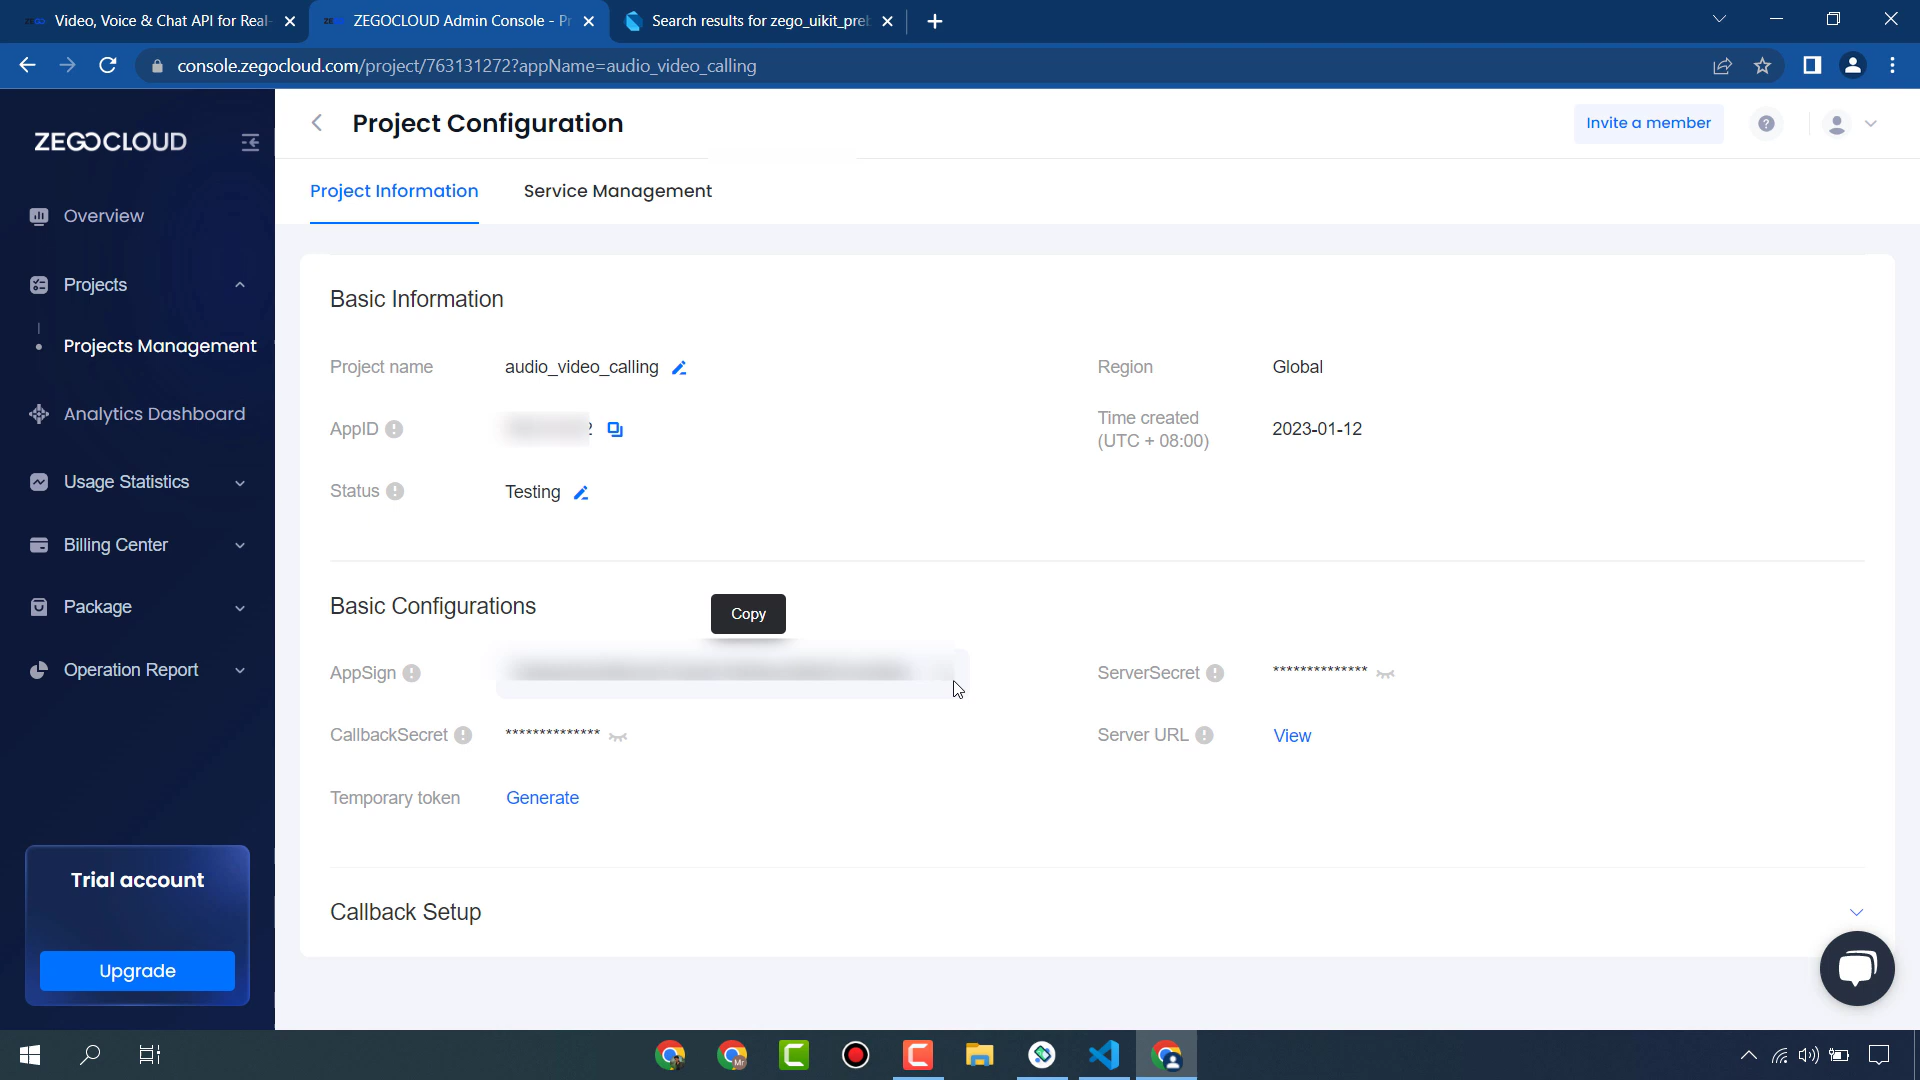 Video, Voice & Chat API for Real-
ZEGOCLOUD Admin Console - Pr
Search results for zego_uikit_preb
console.zegocloud.com/project/763131272?appName=audio_video_calling
ZEGOCLOUD
Project Configuration
Invite a member
Project Information
Service Management
Overview
Projects
Projects Management
Analytics Dashboard
Usage Statistics
Billing Center
Package
Operation Report
Trial account
Upgrade
Basic Information
Project name
audio_video_calling
Region
Global
AppID
2
Time created
(UTC + 08:00)
2023-01-12
Status
Testing
Basic Configurations
Copy
AppSign
ServerSecret
**************
CallbackSecret
**************
Server URL
View
Temporary token
Generate
Callback Setup